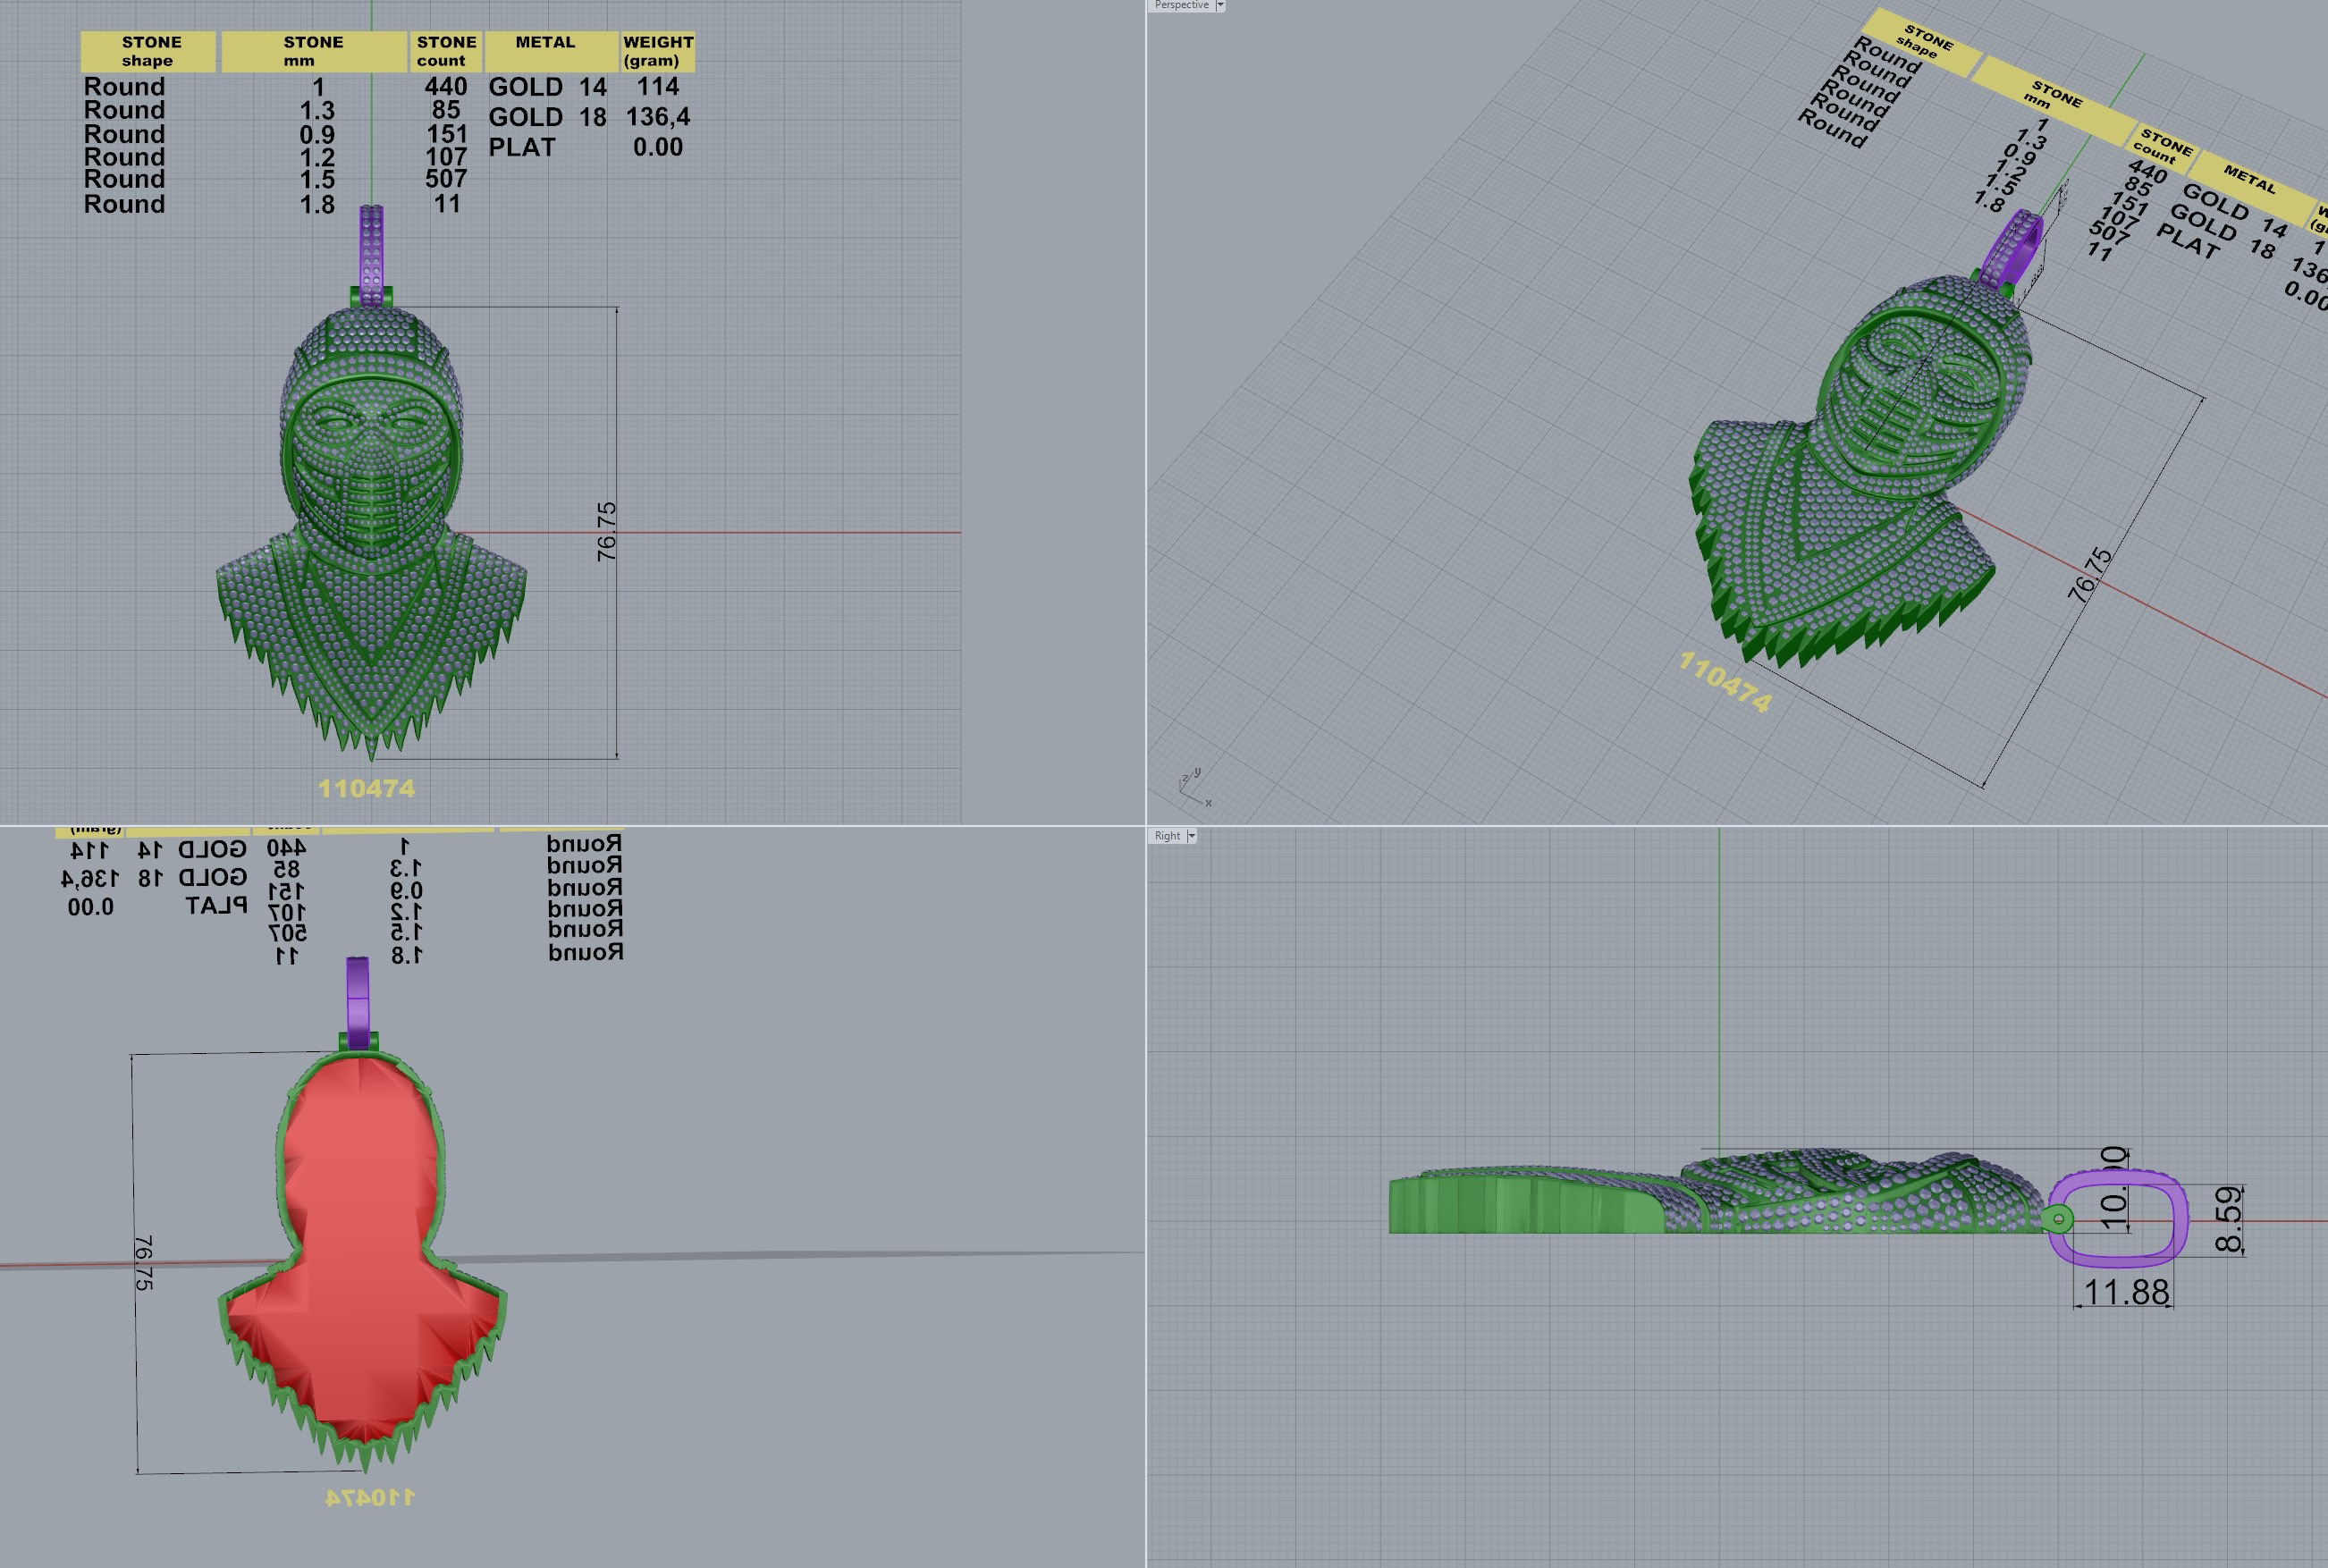 STONE shape STONE mm STONE count METAL WEIGHT (gram)
Round 1 440 GOLD 14 114
Round 1.3 85 GOLD 18 136,4
Round 0.9 151 PLAT 0.00
Round 1.2 107
Round 1.5 507
Round 1.8 11
76.75
110474
Perspective
STONE shape STONE mm STONE count METAL
Round 1 440 GOLD 14 1
Round 1.3 85 GOLD 18 136
Round 0.9 151 PLAT 0.00
Round 1.2 107
Round 1.5 507
Round 1.8 11
76.75
110474
z y x
(gram)
114 14 GOLD 440 1 Round
136,4 18 GOLD 85 1.3 Round
0.00 PLAT 151 0.9 Round
107 1.2 Round
507 1.5 Round
11 1.8 Round
76.75
110474
Right
8.59
11.88